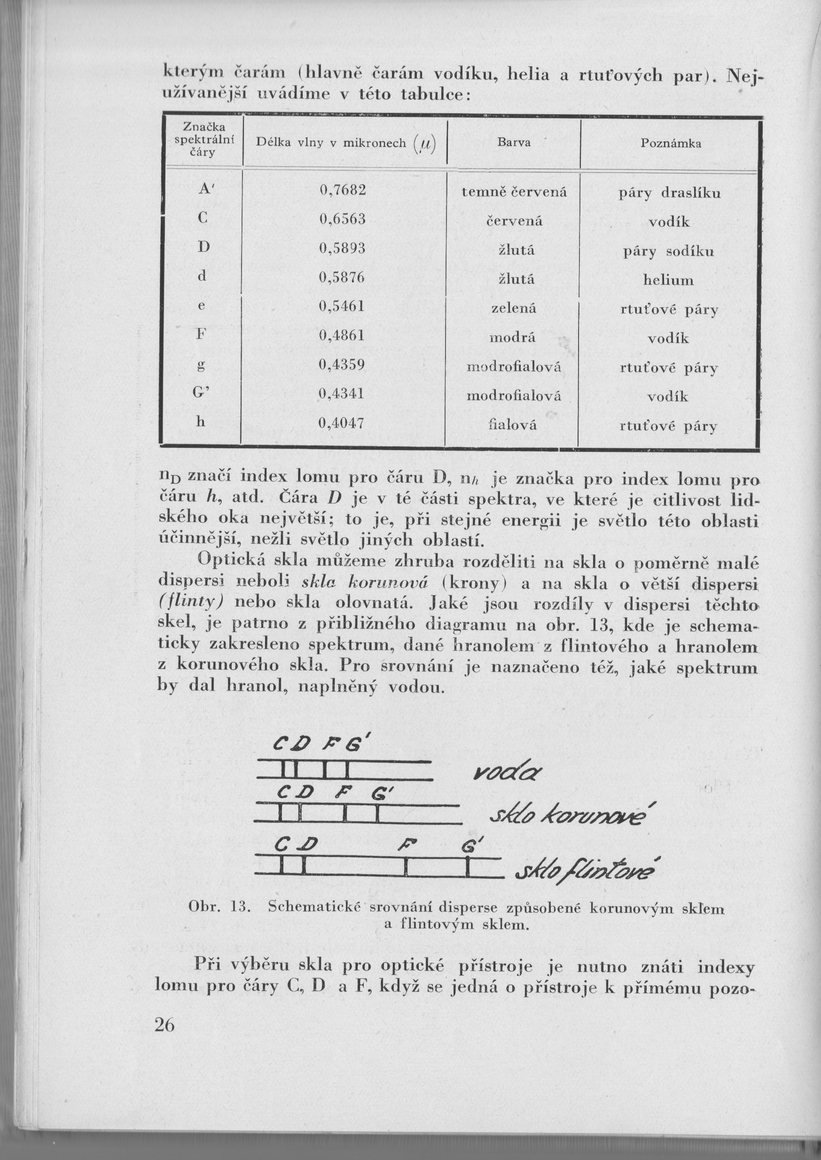 kterým čarám (hlavně čarám vodíku, helia a rtuťových par). Nej-
užívanější uvádíme v této tabulce:
Značka spektrální čáry | Délka vlny v mikronech (μ) | Barva | Poznámka
A' 0,7682 temně červená páry draslíku
C 0,6563 červená vodík
D 0,5893 žlutá páry sodíku
d 0,5876 žlutá helium
e 0,5461 zelená rtuťové páry
F 0,4861 modrá vodík
g 0,4359 modrofialová rtuťové páry
G' 0,4341 modrofialová vodík
h 0,4047 fialová rtuťové páry
nD značí index lomu pro čáru D, nh je značka pro index lomu pro
čáru h, atd. Čára D je v té části spektra, ve které je citlivost lid-
ského oka největší; to je, při stejné energii je světlo této oblasti
účinnější, nežli světlo jiných oblastí.
Optická skla můžeme zhruba rozděliti na skla o poměrně malé
dispersi neboli skla korunová (krony) a na skla o větší dispersi
(flinty) nebo skla olovnatá. Jaké jsou rozdíly v dispersi těchto
skel, je patrno z přibližného diagramu na obr. 13, kde je schema-
ticky zakresleno spektrum, dané hranolem z flintového a hranolem
z korunového skla. Pro srovnání je naznačeno též, jaké spektrum
by dal hranol, naplněný vodou.
C D F G'
voda
C D F G'
sklo korunové
C D F G'
sklo flintové
Obr. 13. Schematické srovnání disperse způsobené korunovým sklem
a flintovým sklem.
Při výběru skla pro optické přístroje je nutno znáti indexy
lomu pro čáry C, D a F, když se jedná o přístroje k přímému pozo-
26